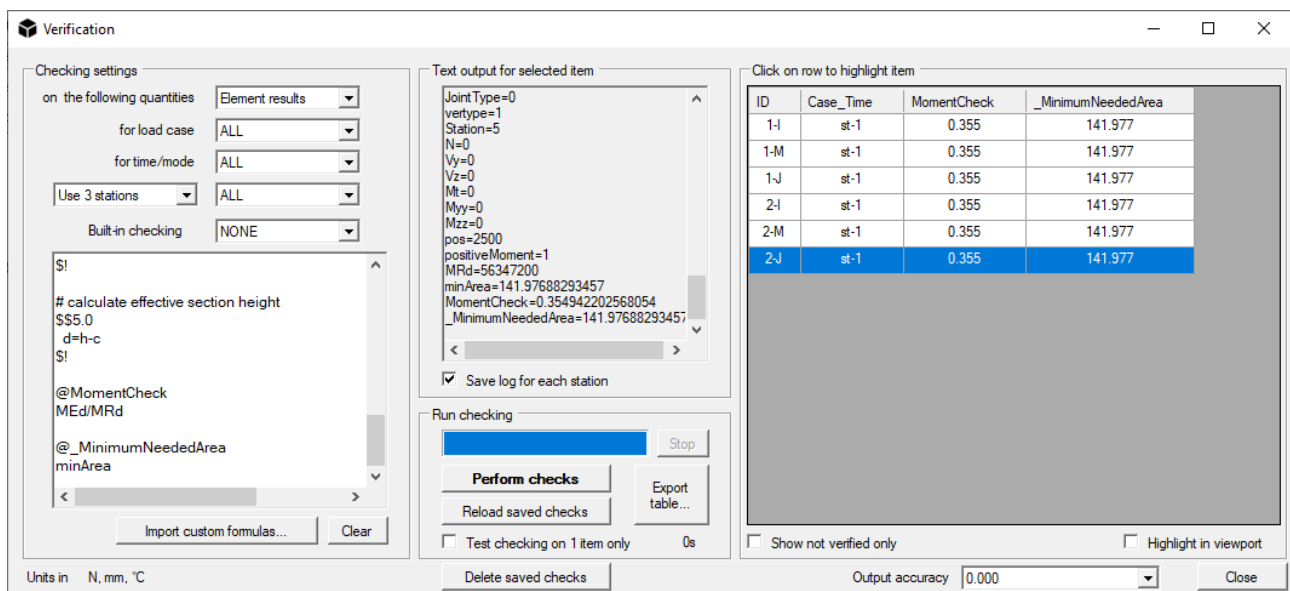 Verification
Checking settings
on the following quantities Element results
for load case ALL
for time/mode ALL
Use 3 stations ALL
Built-in checking NONE
$!
# calculate effective section height
$$5.0
d=h-c
$!
@MomentCheck
MEd/MRd
@_MinimumNeededArea
minArea
Import custom formulas... Clear
Units in N, mm, °C
Text output for selected item
JointType=0
vertype=1
Station=5
N=0
Vy=0
Vz=0
Mt=0
Myy=0
Mzz=0
pos=2500
positiveMoment=1
MRd=56347200
minArea=141.97688293457
MomentCheck=0.354942202568054
_MinimumNeededArea=141.97688293457
Save log for each station
Run checking
Stop
Perform checks
Export table...
Reload saved checks
Test checking on 1 item only 0s
Delete saved checks
Click on row to highlight item
ID Case_Time MomentCheck _MinimumNeededArea
1-I st-1 0.355 141.977
1-M st-1 0.355 141.977
1-J st-1 0.355 141.977
2-I st-1 0.355 141.977
2-M st-1 0.355 141.977
2-J st-1 0.355 141.977
Show not verified only Highlight in viewport
Output accuracy 0.000 Close